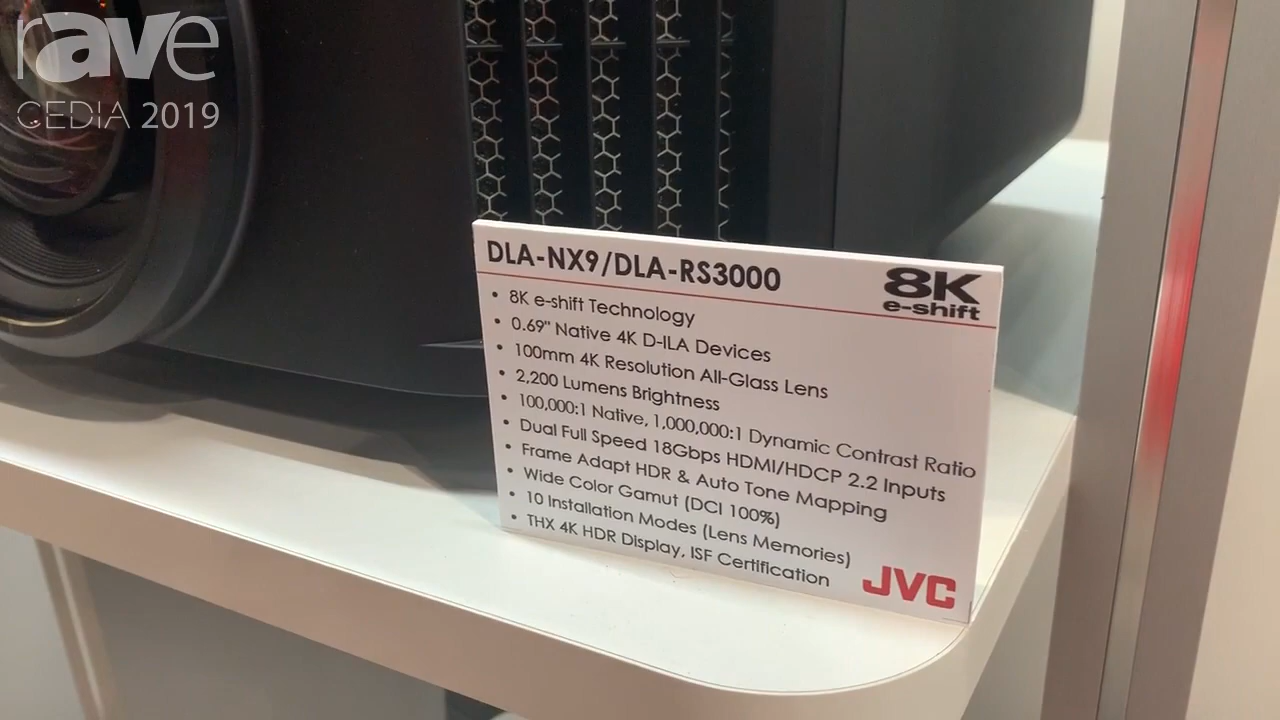 rave
CEDIA 2019
DLA-NX9/DLA-RS3000
8K
e-shift
• 8K e-shift Technology
• 0.69" Native 4K D-ILA Devices
• 100mm 4K Resolution All-Glass Lens
• 2,200 Lumens Brightness
• 100,000:1 Native, 1,000,000:1 Dynamic Contrast Ratio
• Dual Full Speed 18Gbps HDMI/HDCP 2.2 Inputs
• Frame Adapt HDR & Auto Tone Mapping
• Wide Color Gamut (DCI 100%)
• 10 Installation Modes (Lens Memories)
• THX 4K HDR Display, ISF Certification
JVC